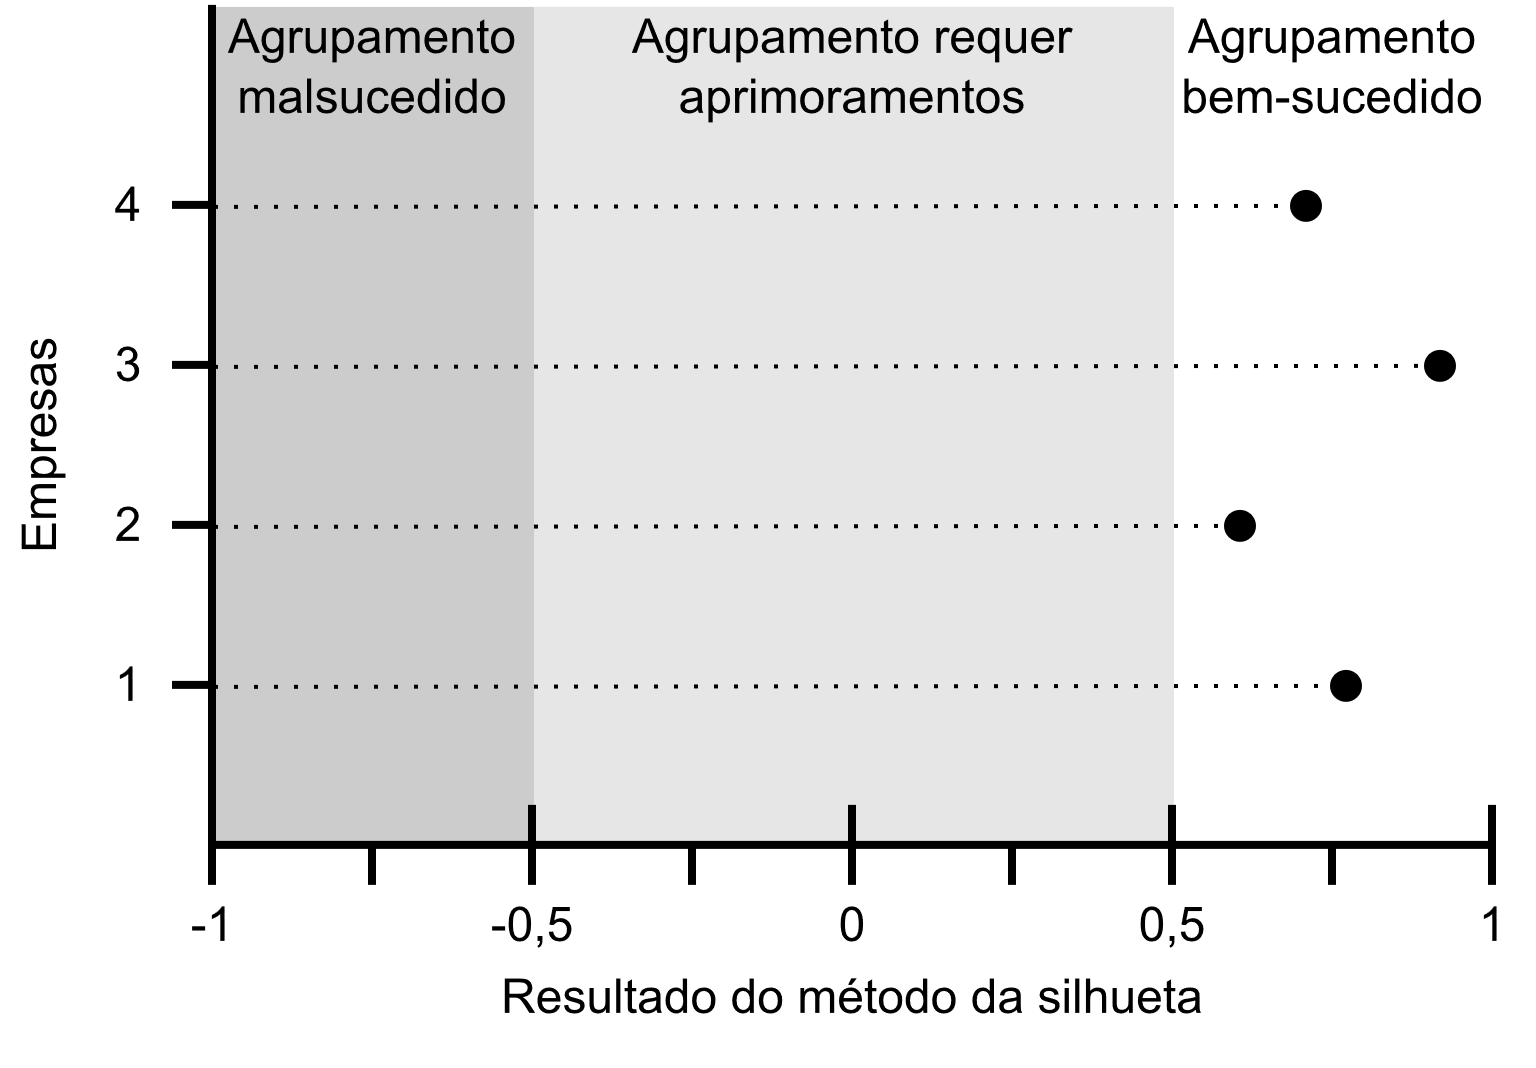 Agrupamento
malsucedido
Agrupamento requer
aprimoramentos
Agrupamento
bem-sucedido
Empresas
4
3
2
1
-1
-0,5
0
0,5
1
Resultado do método da silhueta